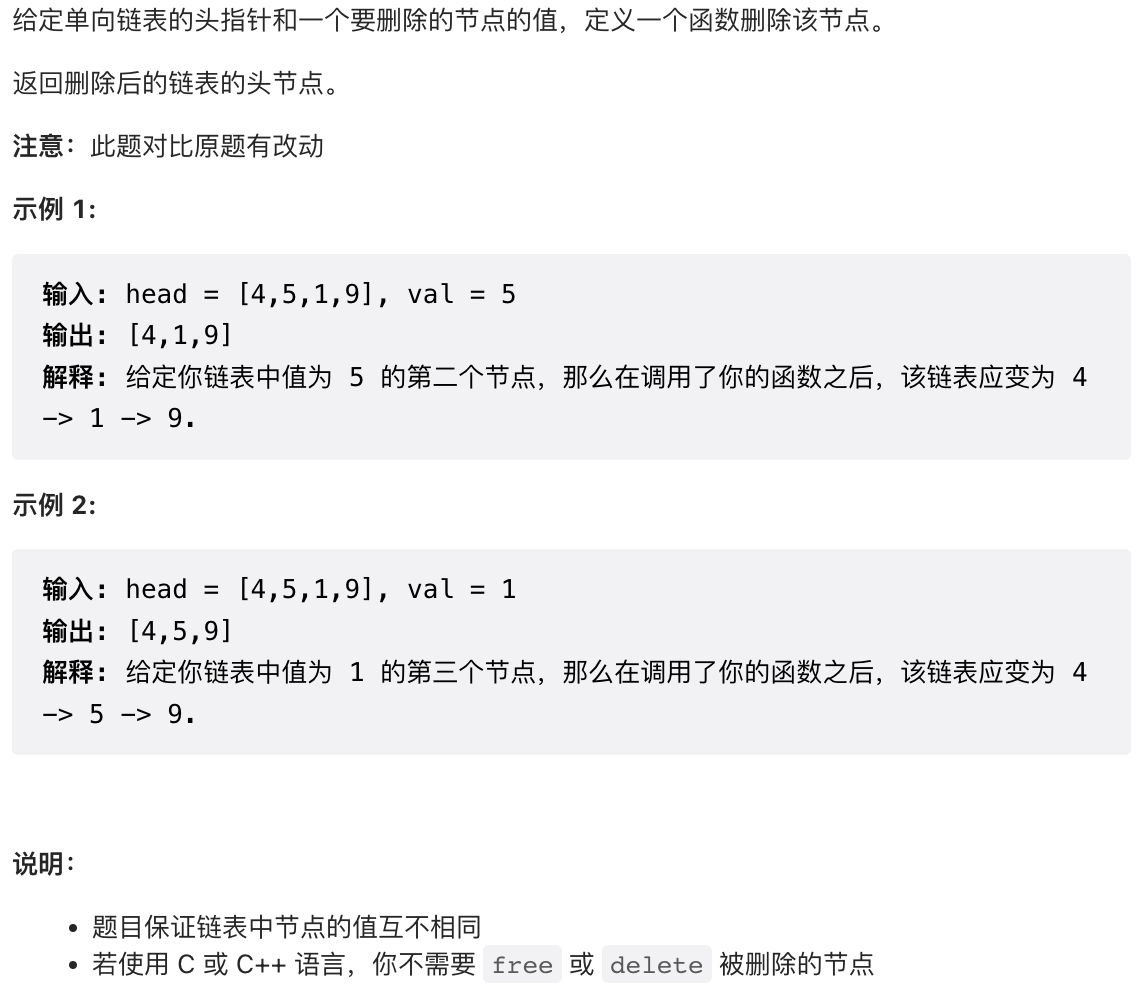 给定单向链表的头指针和一个要删除的节点的值，定义一个函数删除该节点。
返回删除后的链表的头节点。
注意：此题对比原题有改动
示例 1:
输入: head = [4,5,1,9], val = 5
输出: [4,1,9]
解释: 给定你链表中值为 5 的第二个节点，那么在调用了你的函数之后，该链表应变为 4
-> 1 -> 9.
示例 2:
输入: head = [4,5,1,9], val = 1
输出: [4,5,9]
解释: 给定你链表中值为 1 的第三个节点，那么在调用了你的函数之后，该链表应变为 4
-> 5 -> 9.
说明：
• 题目保证链表中节点的值互不相同
• 若使用 C 或 C++ 语言，你不需要 free 或 delete 被删除的节点